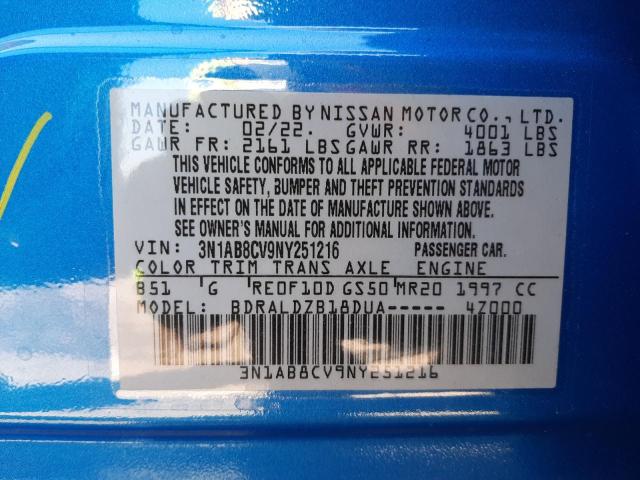 MANUFACTURED BY NISSAN MOTOR CO., LTD.
DATE: 02/22. GVWR: 4001 LBS
GAWR FR: 2161 LBS GAWR RR: 1863 LBS
THIS VEHICLE CONFORMS TO ALL APPLICABLE FEDERAL MOTOR
VEHICLE SAFETY, BUMPER AND THEFT PREVENTION STANDARDS
IN EFFECT ON THE DATE OF MANUFACTURE SHOWN ABOVE.
SEE OWNER'S MANUAL FOR ADDITIONAL INFORMATION.
VIN: 3N1AB8CV9NY251216 PASSENGER CAR.
COLOR TRIM TRANS AXLE ENGINE
B51 G RE0F10D GS50 MR20 1997 CC
MODEL: BDRALDZB18DUA----- 4Z000
3N1AB8CV9NY251216